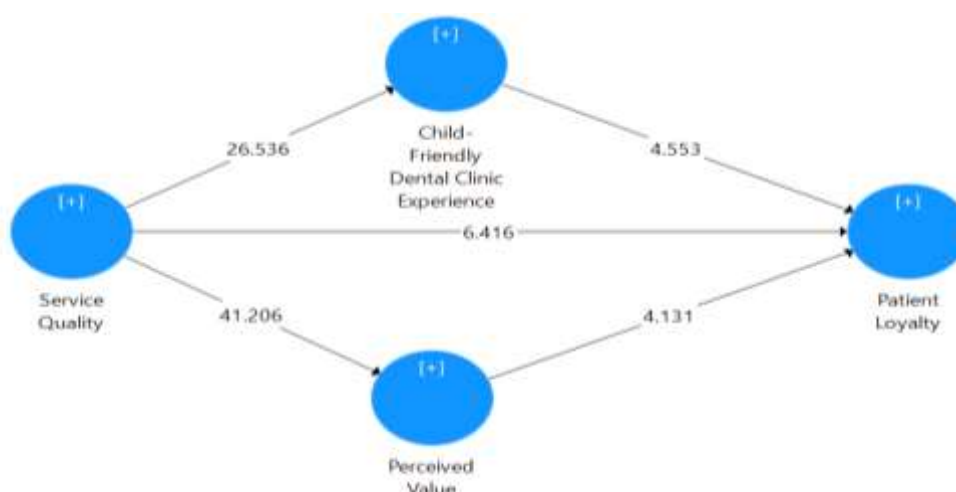 [+]
Child-
Friendly
Dental Clinic
Experience
26.536
4.553
[+]
Service
Quality
6.416
[+]
Patient
Loyalty
41.206
4.131
[+]
Perceived
Value